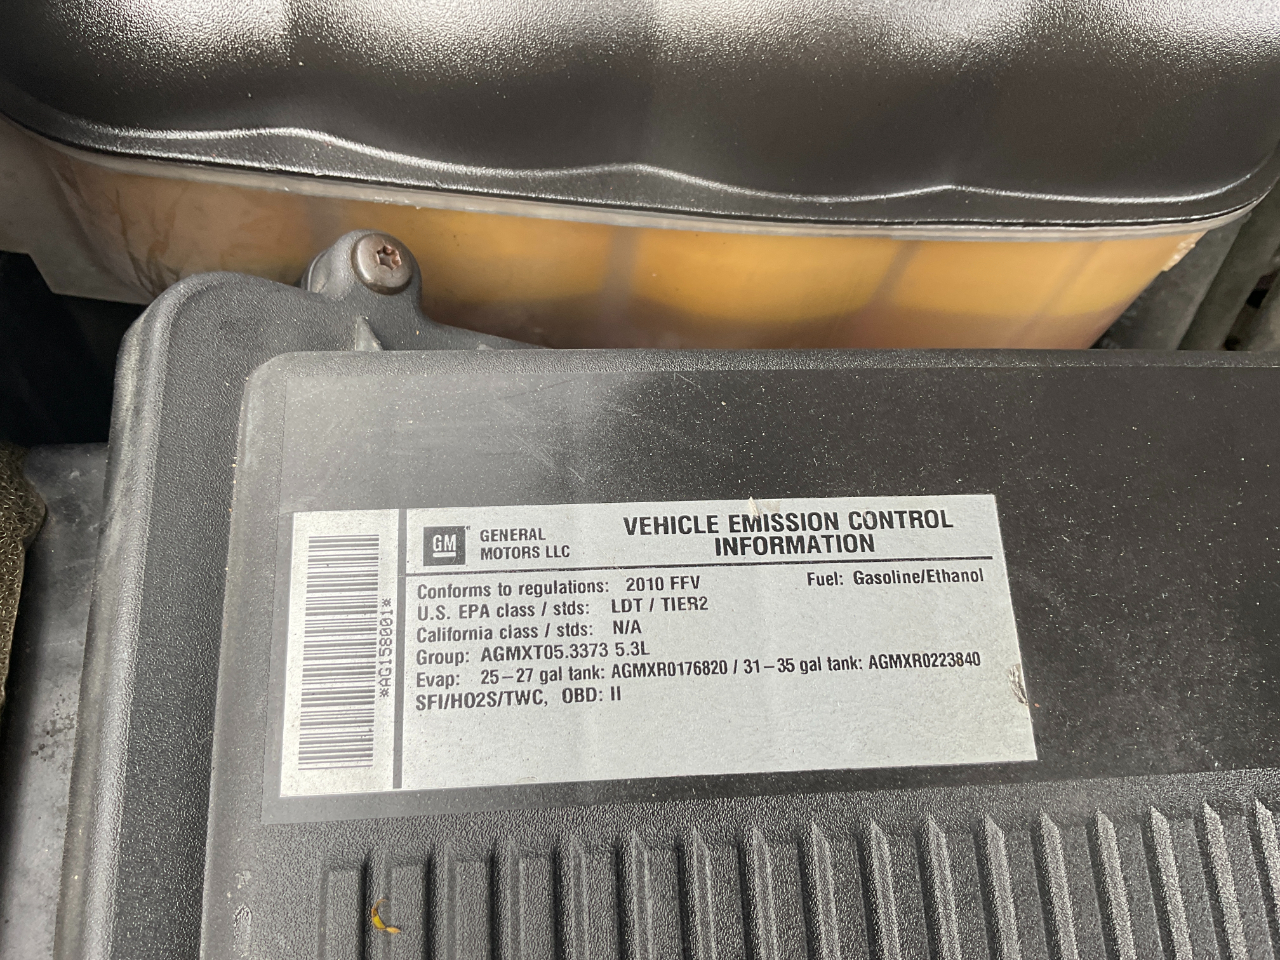 GM
GENERAL
MOTORS LLC
VEHICLE EMISSION CONTROL
INFORMATION
Conforms to regulations: 2010 FFV
Fuel: Gasoline/Ethanol
U.S. EPA class / stds: LDT / TIER2
California class / stds: N/A
Group: AGMXT05.3373 5.3L
Evap: 25-27 gal tank: AGMXR0176820 / 31-35 gal tank: AGMXR0223840
SFI/HO2S/TWC, OBD: II
*AG158001*